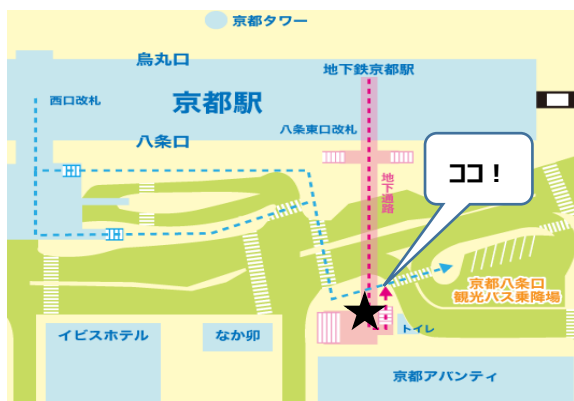 京都タワー
烏丸口
地下鉄京都駅
西口改札
京都駅
八条東口改札
八条口
ココ！
地下通路
京都八条口
観光バス乗降場
イビスホテル
なか卯
トイレ
京都アバンティ